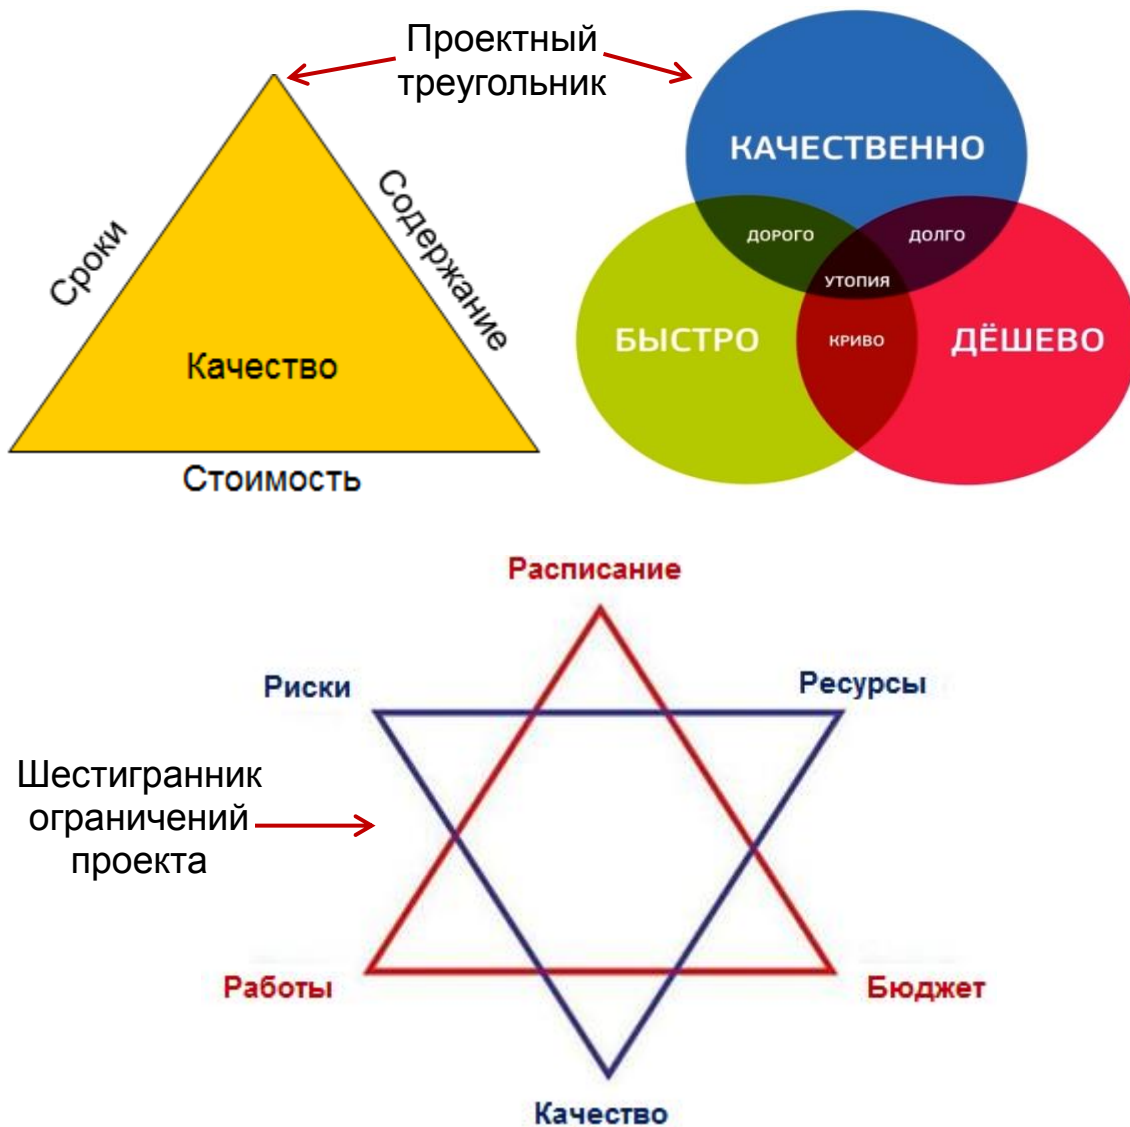 Проектный
треугольник
Сроки
Содержание
Качество
Стоимость
КАЧЕСТВЕННО
ДОРОГО
ДОЛГО
УТОПИЯ
БЫСТРО
КРИВО
ДЁШЕВО
Расписание
Риски
Ресурсы
Шестигранник
ограничений
проекта
Работы
Бюджет
Качество